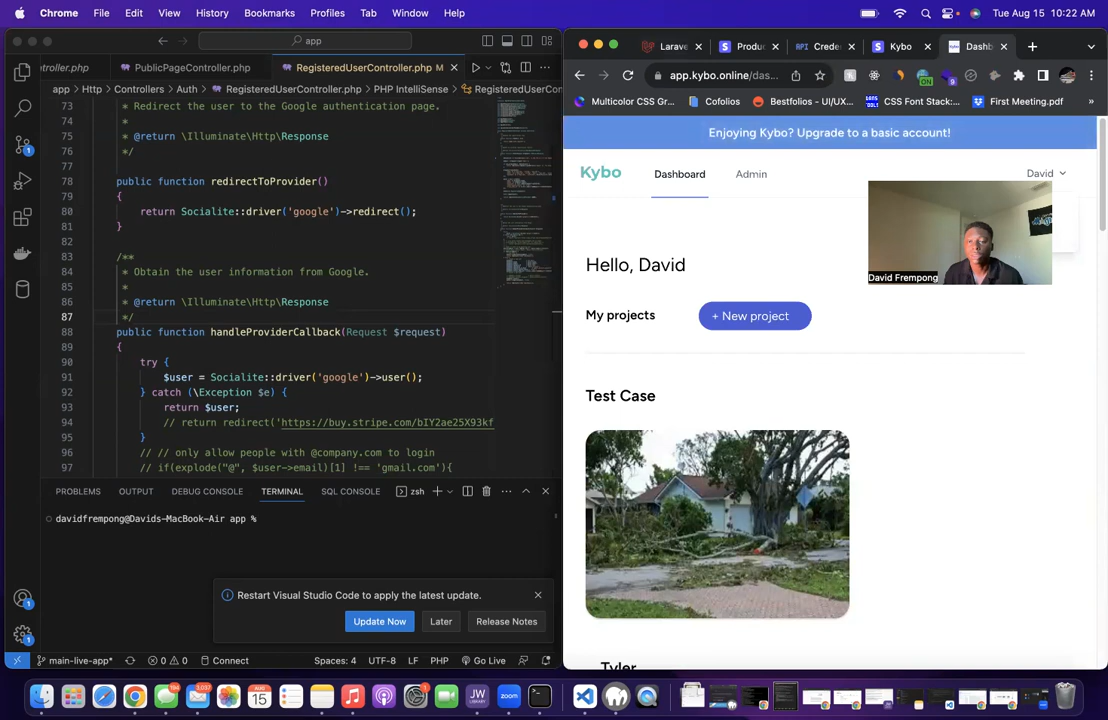 Chrome File Edit View History Bookmarks Profiles Tab Window Help Tue Aug 15 10:22 AM
app
troller.php PublicPageController.php RegisteredUserController.php M
app > Http > Controllers > Auth > RegisteredUserController.php > PHP IntelliSense > RegisteredUserContr
73 * Redirect the user to the Google authentication page.
74 *
75 * @return \Illuminate\Http\Response
76 */
77
78 public function redirectToProvider()
79 {
80 return Socialite::driver('google')->redirect();
81 }
82
83 /**
84 * Obtain the user information from Google.
85 *
86 * @return \Illuminate\Http\Response
87 */
88 public function handleProviderCallback(Request $request)
89 {
90 try {
91 $user = Socialite::driver('google')->user();
92 } catch (\Exception $e) {
93 return $user;
94 // return redirect('https://buy.stripe.com/bIY2ae25X93kf
95 }
96 // // only allow people with @company.com to login
97 // if(explode("@", $user->email)[1] !== 'gmail.com'){
PROBLEMS OUTPUT DEBUG CONSOLE TERMINAL SQL CONSOLE zsh
davidfrempong@Davids-MacBook-Air app %
Restart Visual Studio Code to apply the latest update.
Update Now Later Release Notes
main-live-app* 0 0 Connect Spaces: 4 UTF-8 LF PHP Go Live
Larave Produc API Creden Kybo Dashb
app.kybo.online/das...
Multicolor CSS Gr... Cofolios Bestfolios - UI/UX... CSS Font Stack:... First Meeting.pdf »
Enjoying Kybo? Upgrade to a basic account!
Kybo Dashboard Admin David
David Frempong
Hello, David
My projects + New project
Test Case
Tyler